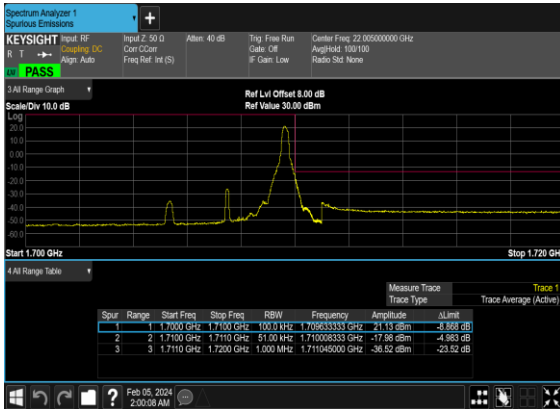 Spectrum Analyzer 1
Spurious Emissions
KEYSIGHT Input: RF Input Z: 50 Ω Atten: 40 dB Trig: Free Run Center Freq: 22.005000000 GHz
R T Coupling: DC Corr CCorr Gate: Off Avg|Hold: 100/100
Align: Auto Freq Ref: Int (S) IF Gain: Low Radio Std: None
PASS
3 All Range Graph
Ref Lvl Offset 8.00 dB
Scale/Div 10.0 dB Ref Value 30.00 dBm
Log
20.0
10.0
0.00
-10.0
-20.0
-30.0
-40.0
-50.0
-60.0
Start 1.700 GHz Stop 1.720 GH
4 All Range Table
Measure Trace Trace 1
Trace Type Trace Average (Active)
Spur Range Start Freq Stop Freq RBW Frequency Amplitude ΔLimit
1 1 1.7000 GHz 1.7100 GHz 100.0 kHz 1.709633333 GHz 21.13 dBm -8.868 dB
2 2 1.7100 GHz 1.7110 GHz 51.00 kHz 1.710008333 GHz -17.98 dBm -4.983 dB
3 3 1.7110 GHz 1.7200 GHz 1.000 MHz 1.711045000 GHz -36.52 dBm -23.52 dB
Feb 05, 2024
2:00:08 AM